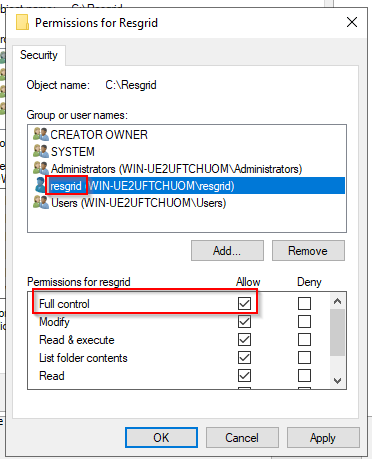 Permissions for Resgrid
Security
Object name: C:\Resgrid
Group or user names:
CREATOR OWNER
SYSTEM
Administrators (WIN-UE2UFTCHUOM\Administrators)
resgrid (WIN-UE2UFTCHUOM\resgrid)
Users (WIN-UE2UFTCHUOM\Users)
Add... Remove
Permissions for resgrid Allow Deny
Full control
Modify
Read & execute
List folder contents
Read
OK Cancel Apply